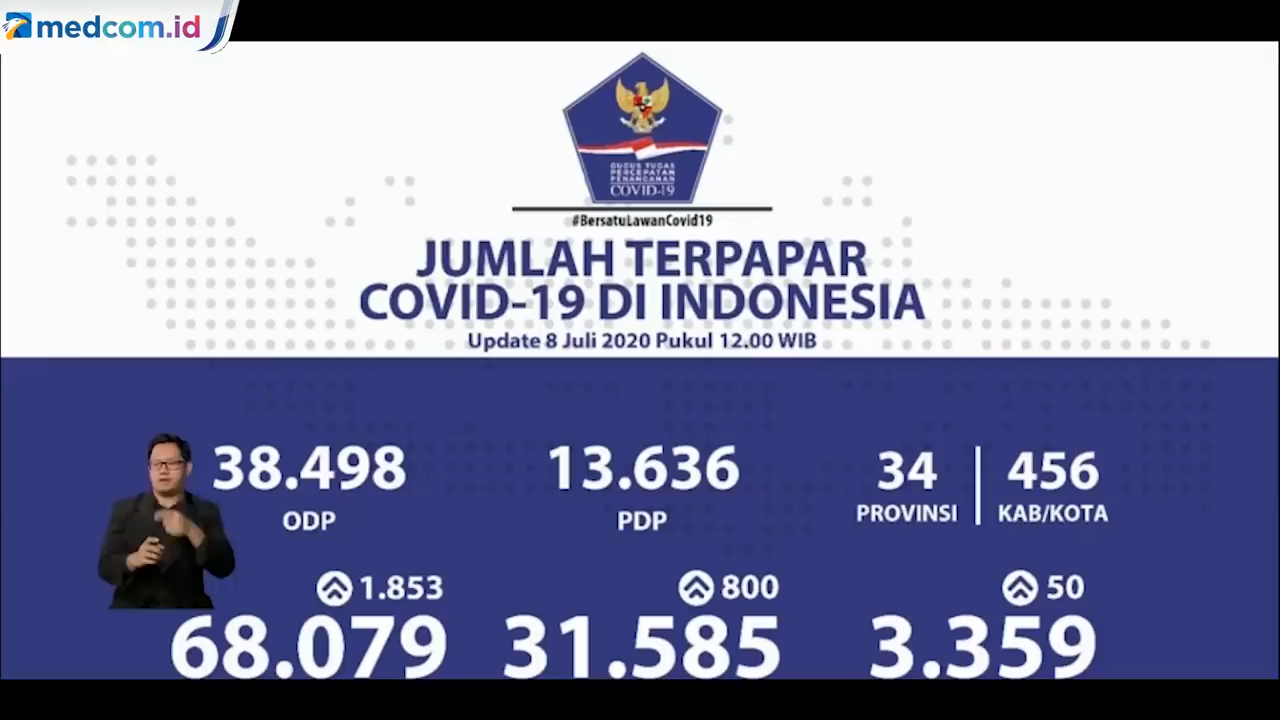 medcom.id
GUGUS TUGAS
PERCEPATAN
PENANGANAN
COVID-19
#BersatuLawanCovid19
JUMLAH TERPAPAR
COVID-19 DI INDONESIA
Update 8 Juli 2020 Pukul 12.00 WIB
38.498
ODP
13.636
PDP
34
PROVINSI
456
KAB/KOTA
1.853
68.079
800
31.585
50
3.359